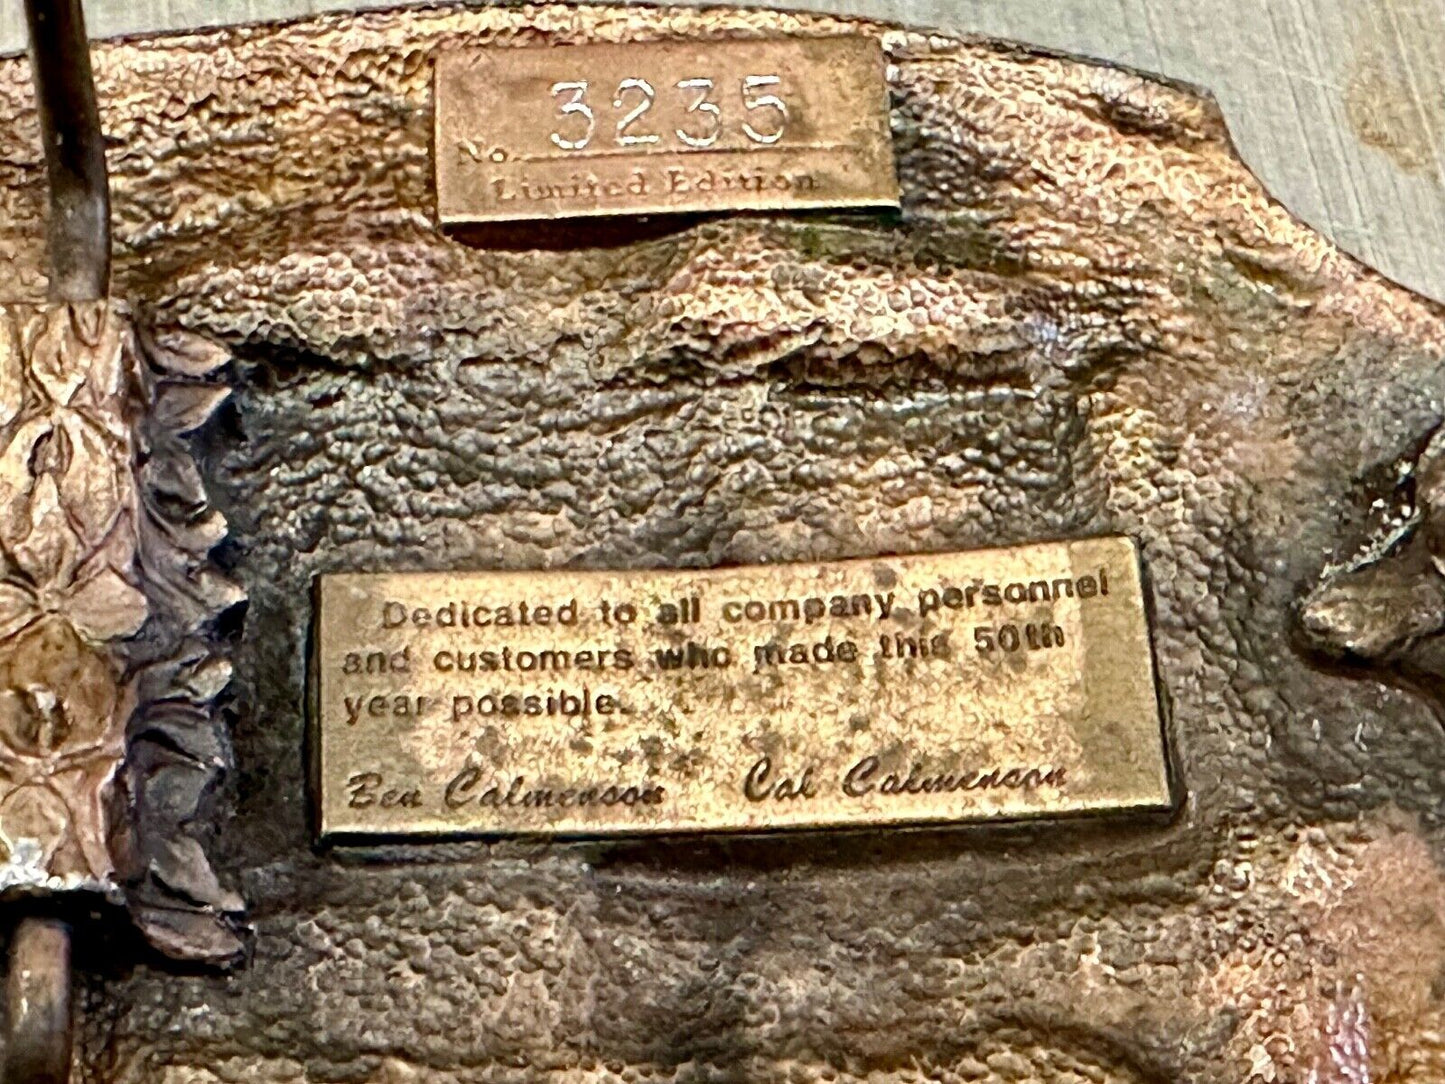 3235
No.
Limited Edition
Dedicated to all company personnel
and customers who made this 50th
year possible.
Ben Calmenson Cal Calmenson